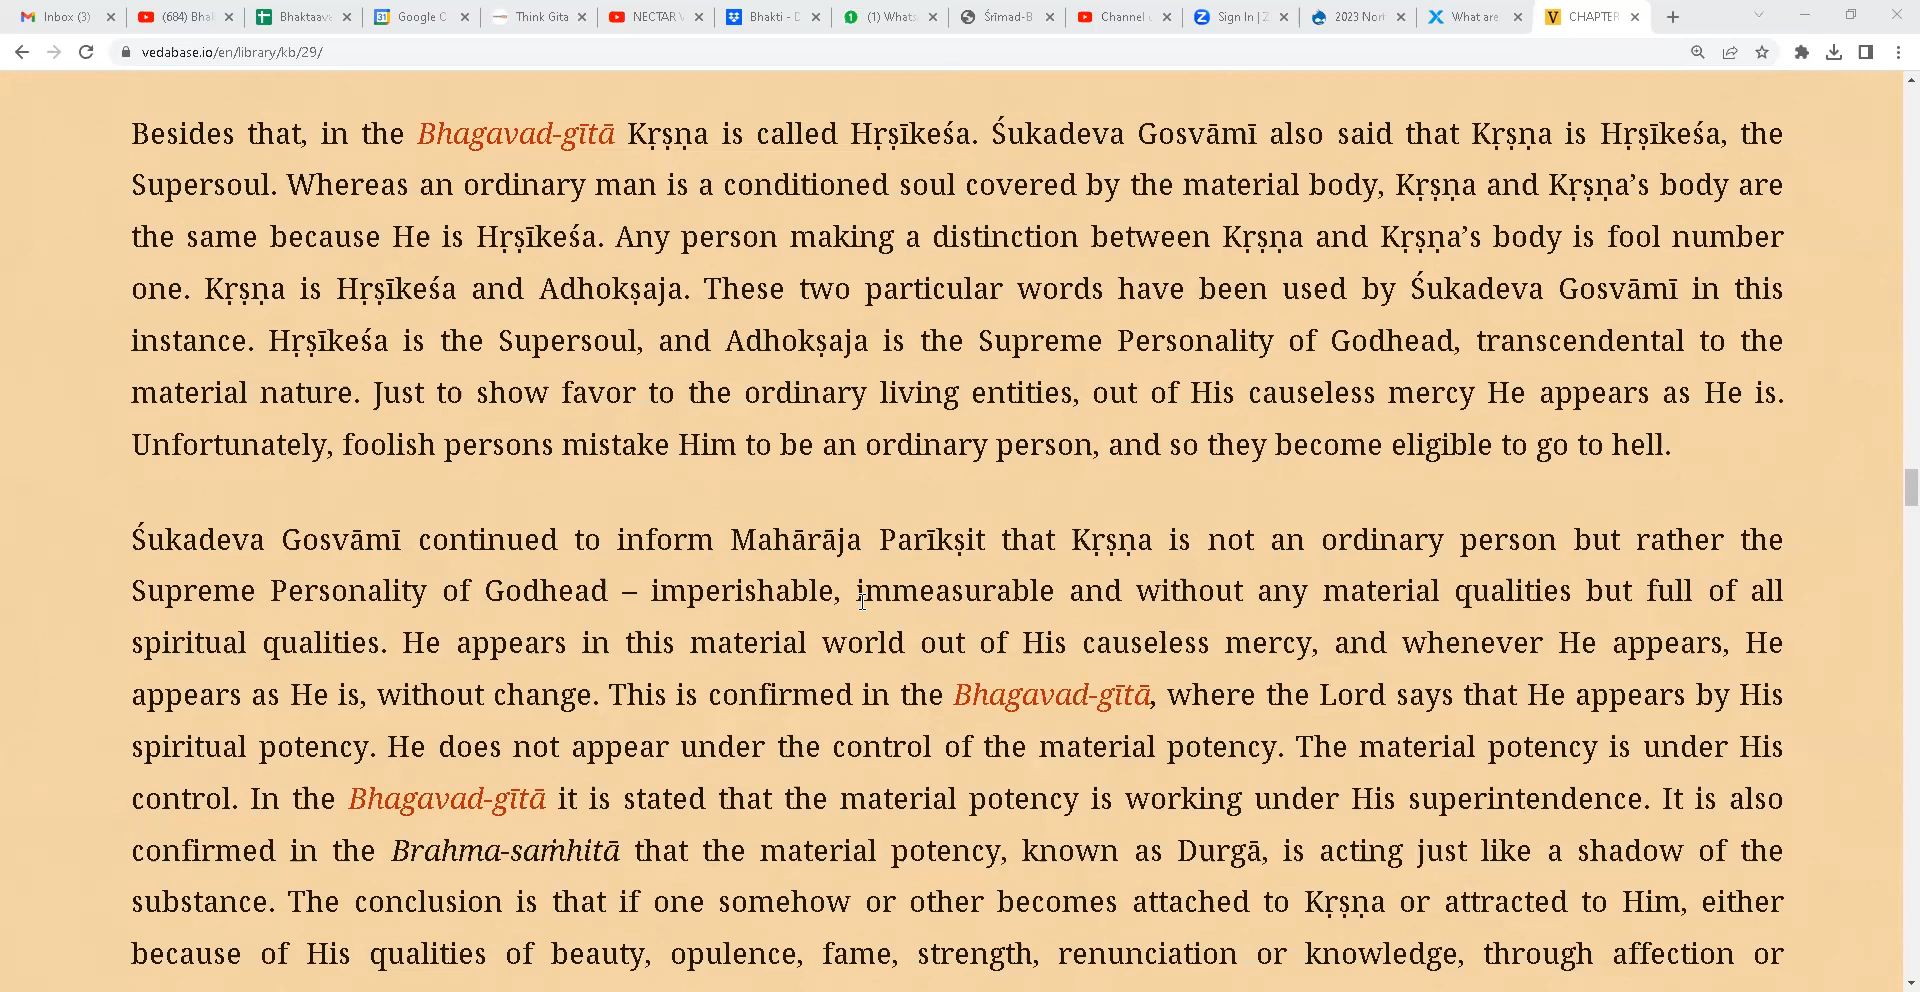 Inbox (3)
(684) Bhal
Bhaktaav
Google C
Think Gita
NECTAR
Bhakti - D
(1) Whats
Śrīmad-B
Channel
Sign In | Z
2023 Nor
What are
CHAPTER
vedabase.io/en/library/kb/29/
Besides that, in the Bhagavad-gītā Kṛṣṇa is called Hṛṣīkeśa. Śukadeva Gosvāmī also said that Kṛṣṇa is Hṛṣīkeśa, the
Supersoul. Whereas an ordinary man is a conditioned soul covered by the material body, Kṛṣṇa and Kṛṣṇa’s body are
the same because He is Hṛṣīkeśa. Any person making a distinction between Kṛṣṇa and Kṛṣṇa’s body is fool number
one. Kṛṣṇa is Hṛṣīkeśa and Adhokṣaja. These two particular words have been used by Śukadeva Gosvāmī in this
instance. Hṛṣīkeśa is the Supersoul, and Adhokṣaja is the Supreme Personality of Godhead, transcendental to the
material nature. Just to show favor to the ordinary living entities, out of His causeless mercy He appears as He is.
Unfortunately, foolish persons mistake Him to be an ordinary person, and so they become eligible to go to hell.
Śukadeva Gosvāmī continued to inform Mahārāja Parīkṣit that Kṛṣṇa is not an ordinary person but rather the
Supreme Personality of Godhead – imperishable, immeasurable and without any material qualities but full of all
spiritual qualities. He appears in this material world out of His causeless mercy, and whenever He appears, He
appears as He is, without change. This is confirmed in the Bhagavad-gītā, where the Lord says that He appears by His
spiritual potency. He does not appear under the control of the material potency. The material potency is under His
control. In the Bhagavad-gītā it is stated that the material potency is working under His superintendence. It is also
confirmed in the Brahma-saṁhitā that the material potency, known as Durgā, is acting just like a shadow of the
substance. The conclusion is that if one somehow or other becomes attached to Kṛṣṇa or attracted to Him, either
because of His qualities of beauty, opulence, fame, strength, renunciation or knowledge, through affection or